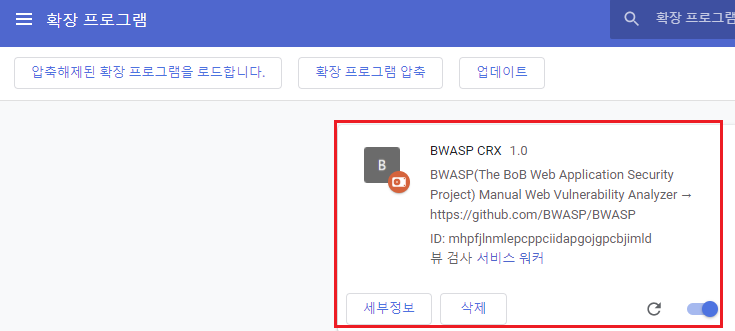 확장 프로그램
확장 프로그램
압축해제된 확장 프로그램을 로드합니다.
확장 프로그램 압축
업데이트
B
BWASP CRX 1.0
BWASP(The BoB Web Application Security
Project) Manual Web Vulnerability Analyzer →
https://github.com/BWASP/BWASP
ID: mhpfjlnmlepcppciidapgojgpcbjimld
뷰 검사 서비스 워커
세부정보
삭제